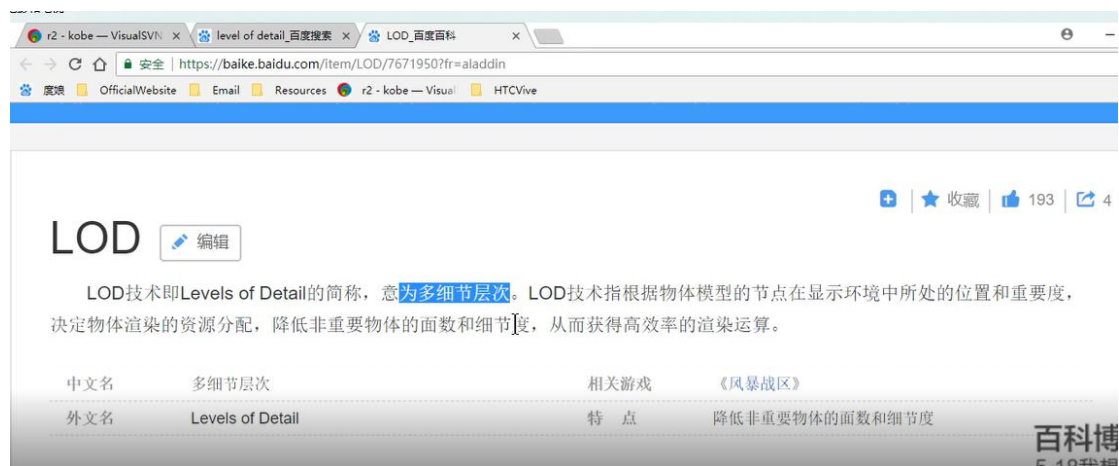 r2 - kobe — VisualSVN
level of detail_百度搜索
LOD_百度百科
安全 | https://baike.baidu.com/item/LOD/7671950?fr=aladdin
度娘 OfficialWebsite Email Resources r2 - kobe — Visual HTCVive
收藏 193 4
LOD 编辑
LOD技术即Levels of Detail的简称，意为多细节层次。LOD技术指根据物体模型的节点在显示环境中所处的位置和重要度，
决定物体渲染的资源分配，降低非重要物体的面数和细节度，从而获得高效率的渲染运算。
中文名 多细节层次 相关游戏 《风暴战区》
外文名 Levels of Detail 特 点 降低非重要物体的面数和细节度
百科博